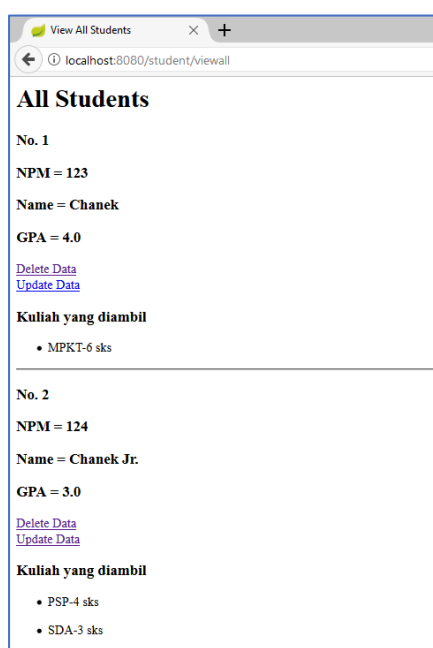 View All Students
localhost:8080/student/viewall
All Students
No. 1
NPM = 123
Name = Chanek
GPA = 4.0
Delete Data
Update Data
Kuliah yang diambil
MPKT-6 sks
No. 2
NPM = 124
Name = Chanek Jr.
GPA = 3.0
Delete Data
Update Data
Kuliah yang diambil
PSP-4 sks
SDA-3 sks